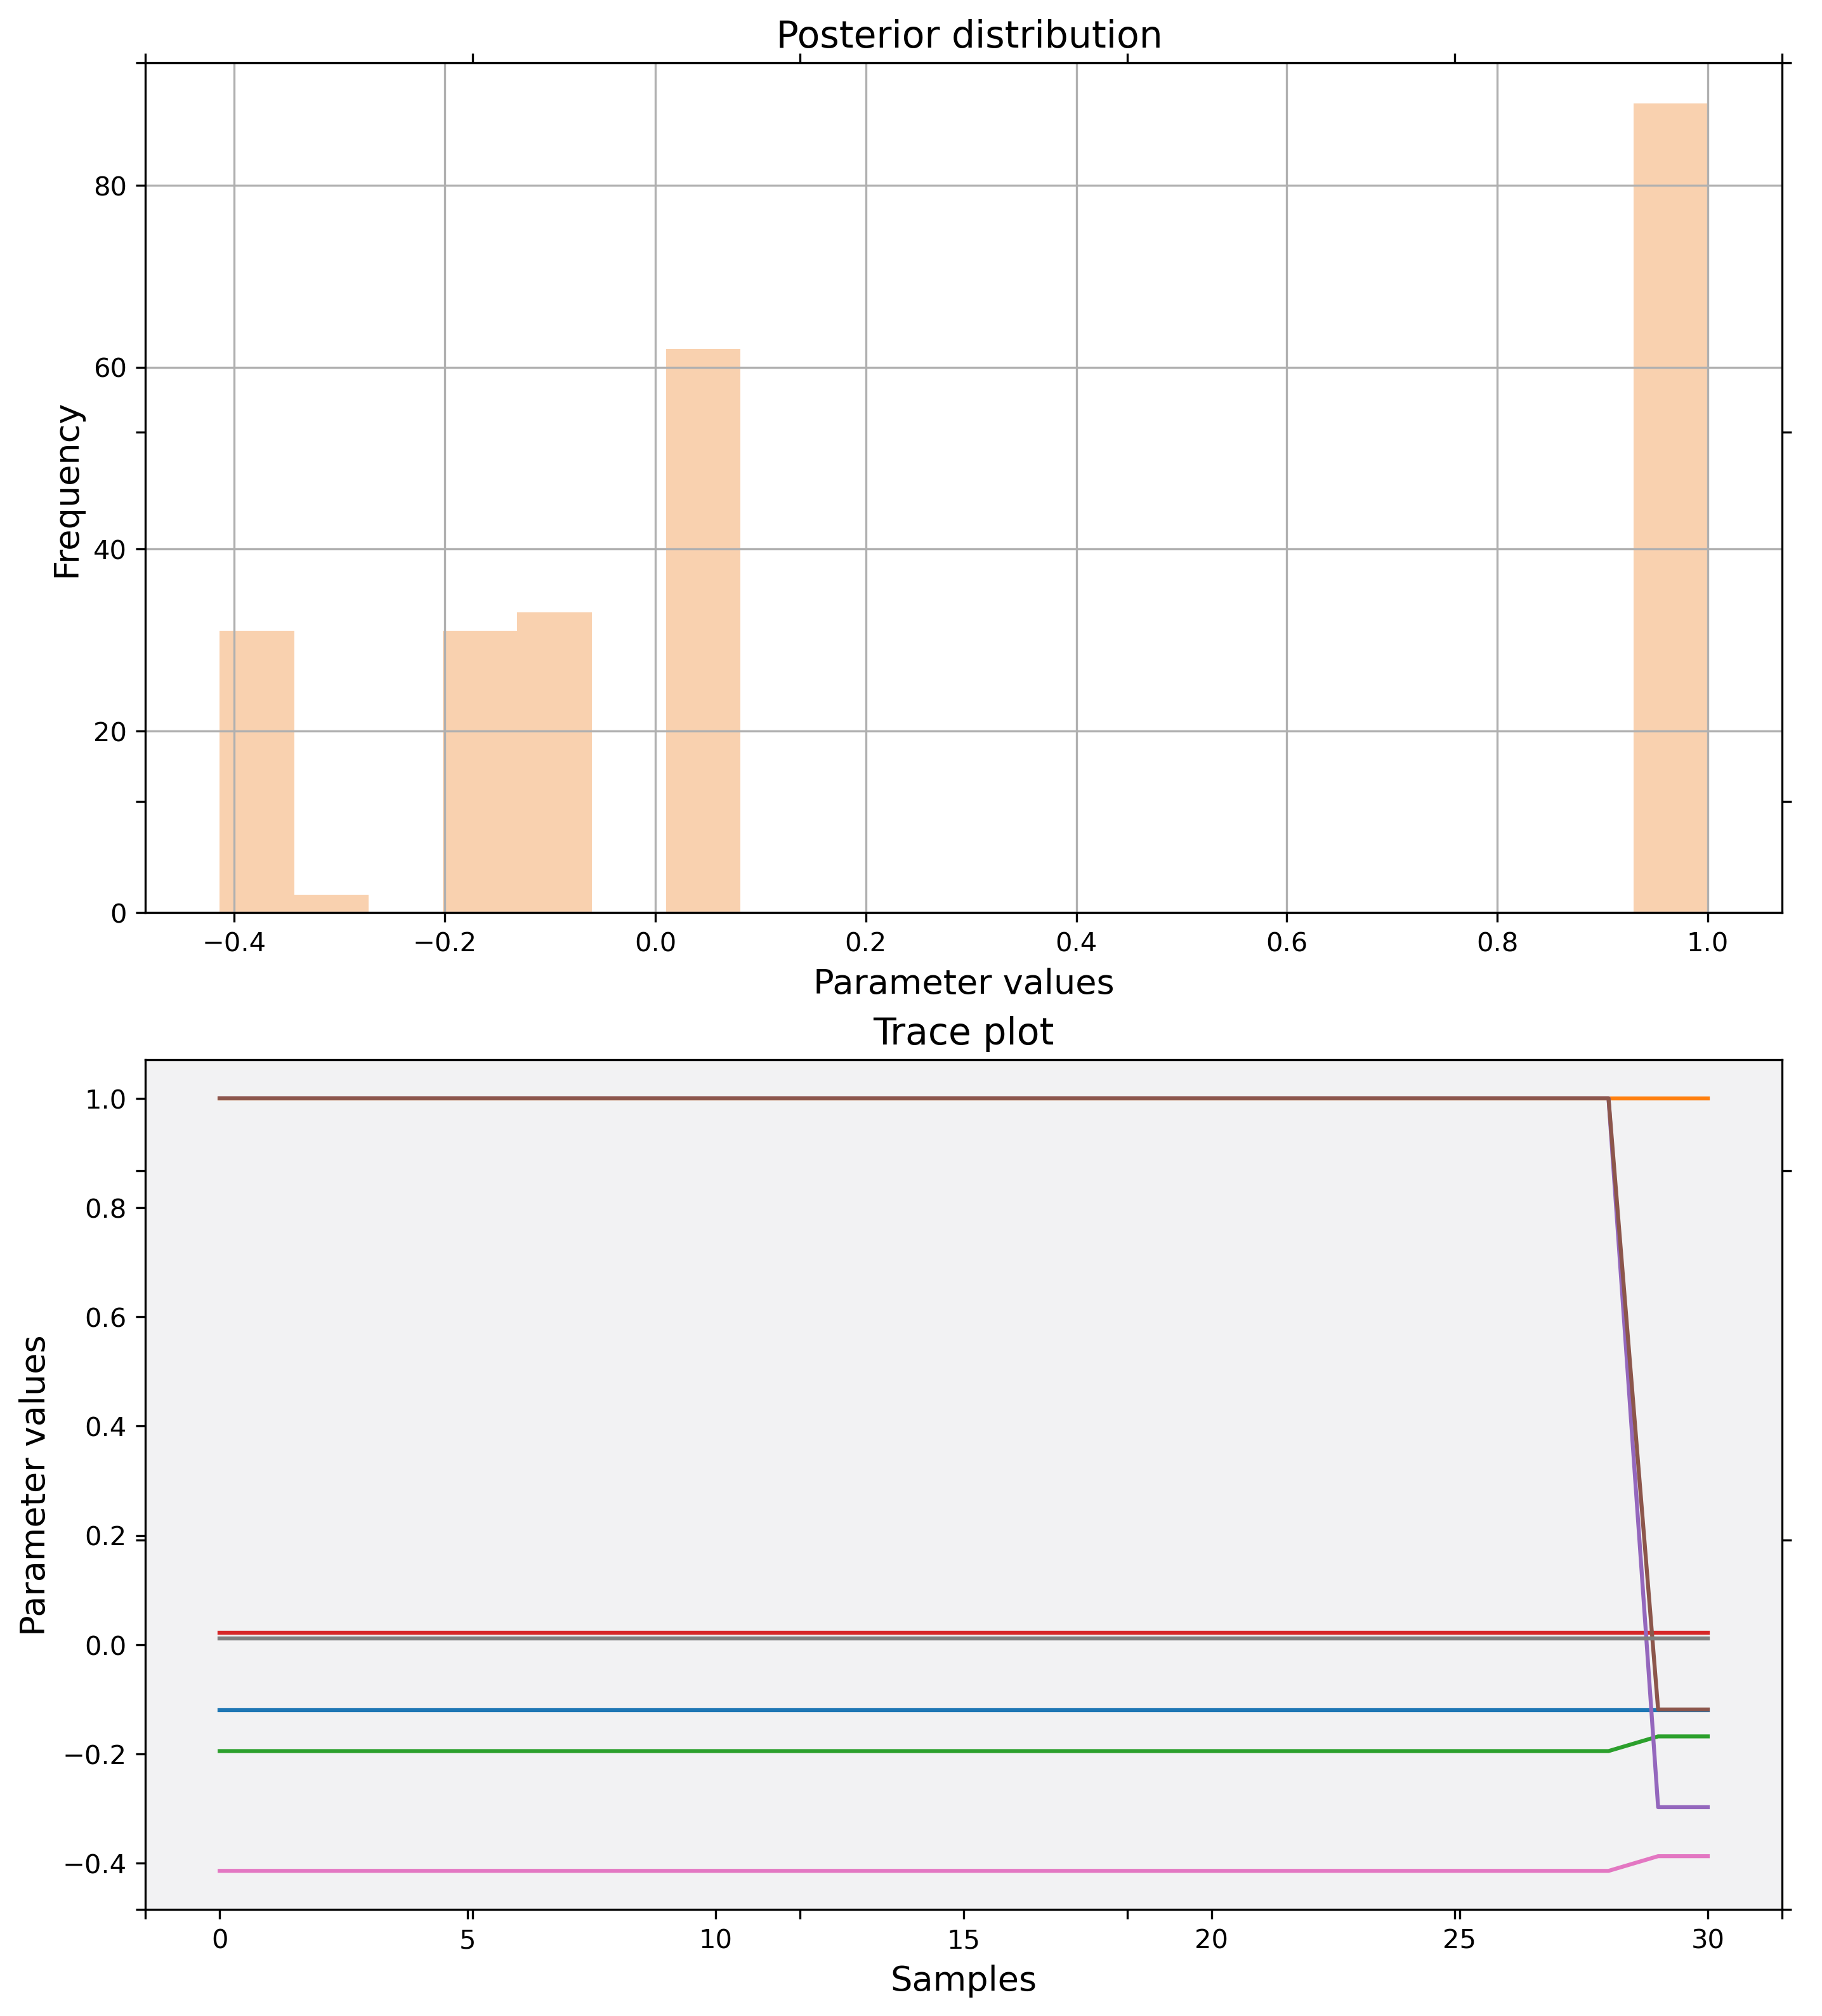 Posterior distribution
Frequency
80
60
40
20
0
−0.4 −0.2 0.0 0.2 0.4 0.6 0.8 1.0
Parameter values
Trace plot
Parameter values
1.0
0.8
0.6
0.4
0.2
0.0
−0.2
−0.4
0 5 10 15 20 25 30
Samples